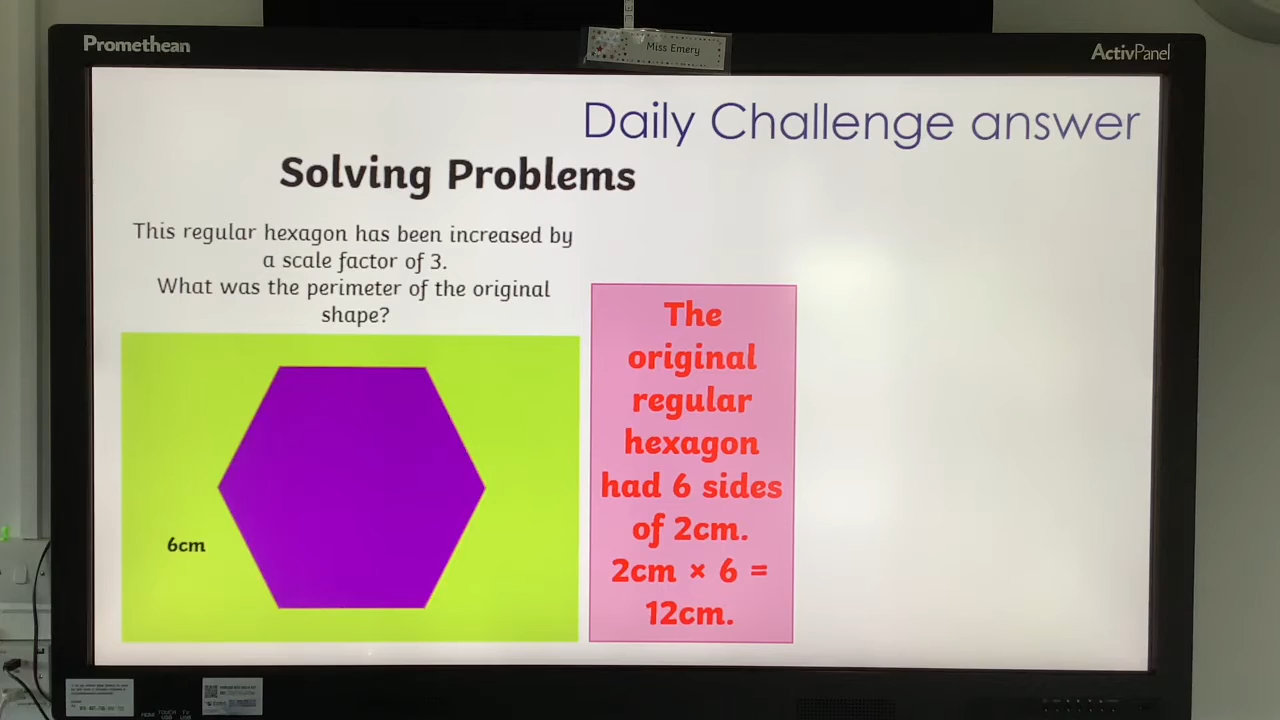 Promethean
Miss Emery
ActivPanel
Daily Challenge answer
Solving Problems
This regular hexagon has been increased by
a scale factor of 3.
What was the perimeter of the original
shape?
6cm
The
original
regular
hexagon
had 6 sides
of 2cm.
2cm × 6 =
12cm.